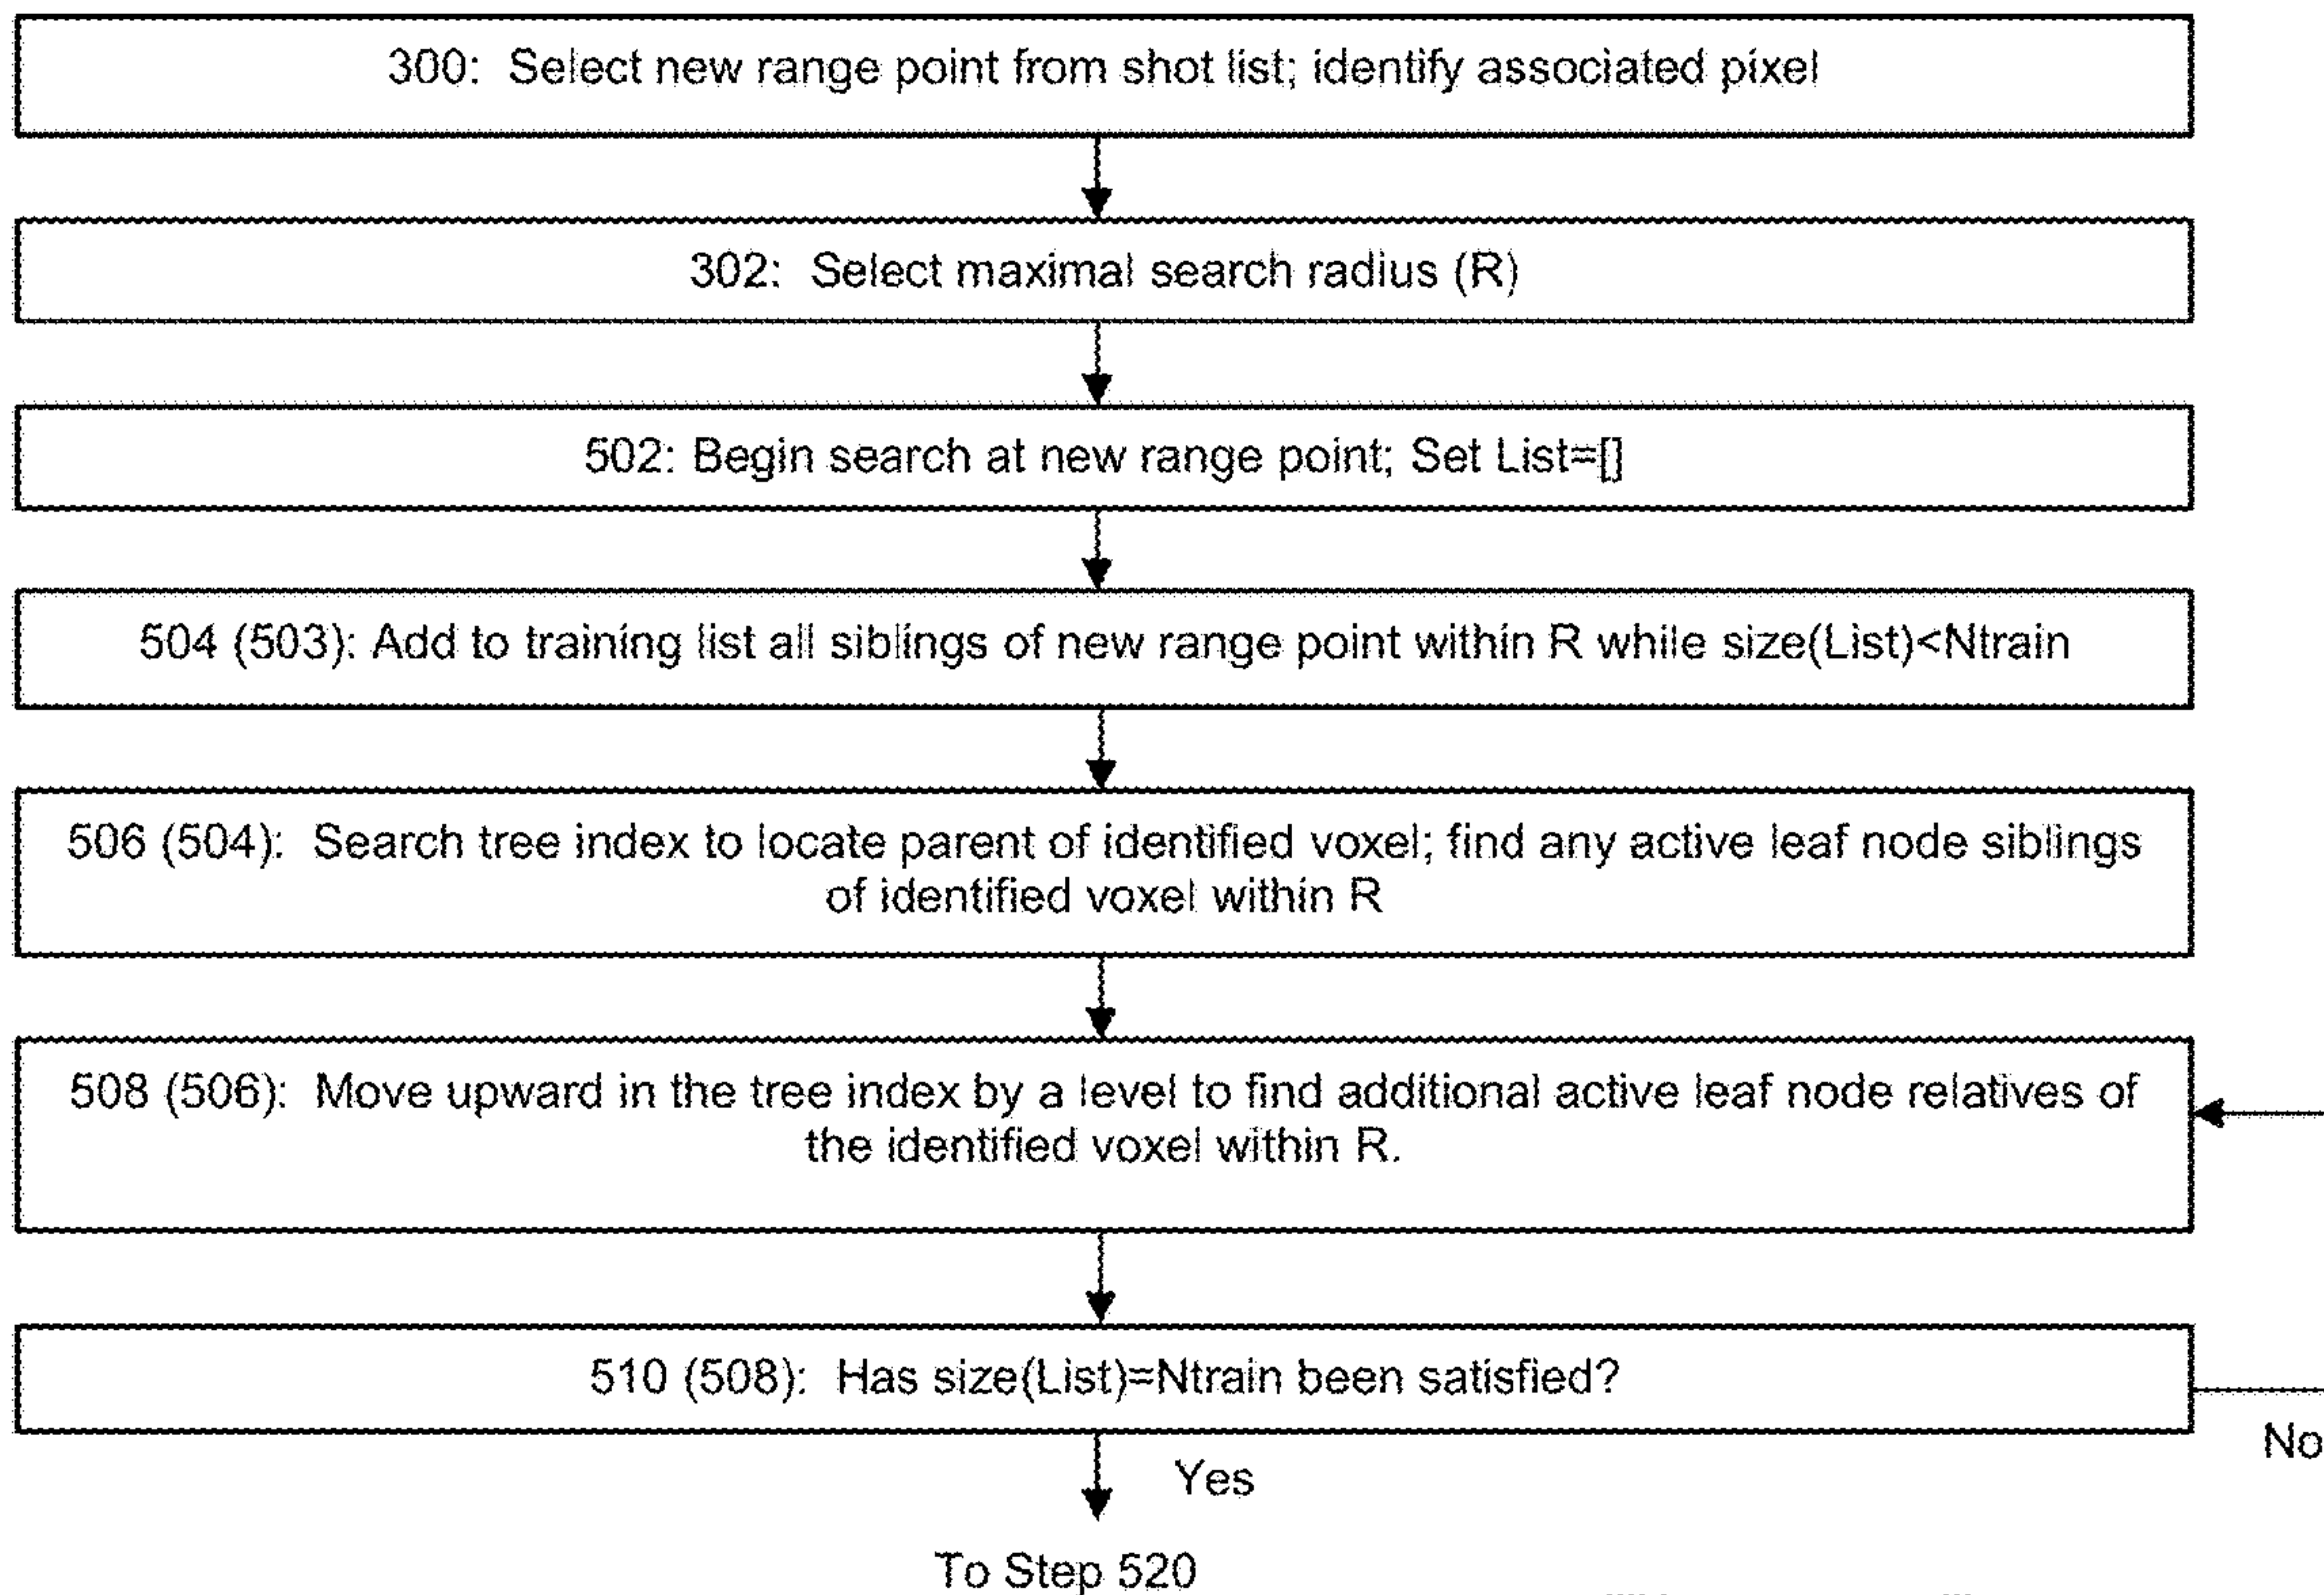 300: Select new range point from shot list; identify associated pixel
302: Select maximal search radius (R)
502: Begin search at new range point; Set List=[]
504 (503): Add to training list all siblings of new range point within R while size(List)<Ntrain
506 (504): Search tree index to locate parent of identified voxel; find any active leaf node siblings
of identified voxel within R
508 (506): Move upward in the tree index by a level to find additional active leaf node relatives of
the identified voxel within R.
510 (508): Has size(List)=Ntrain been satisfied?
No
Yes
To Step 520